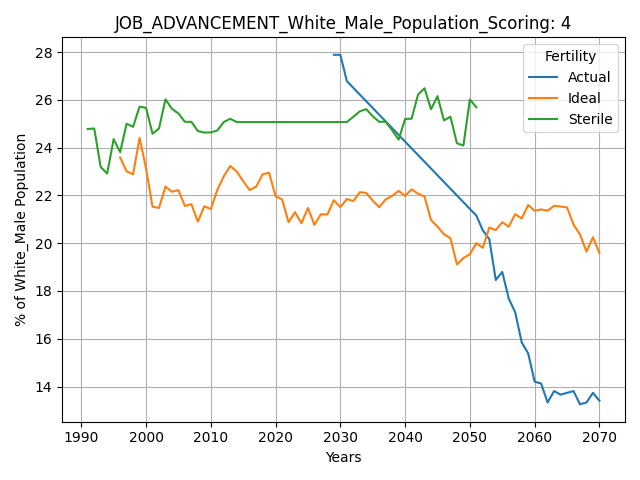 JOB_ADVANCEMENT_White_Male_Population_Scoring: 4
% of White_Male Population
28
26
24
22
20
18
16
14
Fertility
Actual
Ideal
Sterile
1990 2000 2010 2020 2030 2040 2050 2060 2070
Years